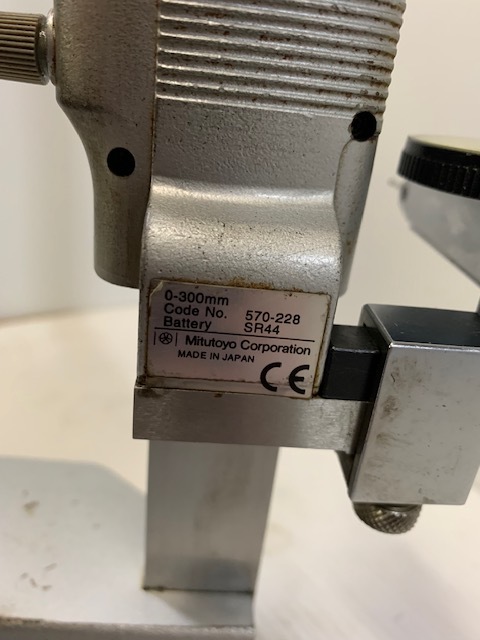 0-300mm
Code No. 570-228
Battery SR44
Mitutoyo Corporation
MADE IN JAPAN
CE